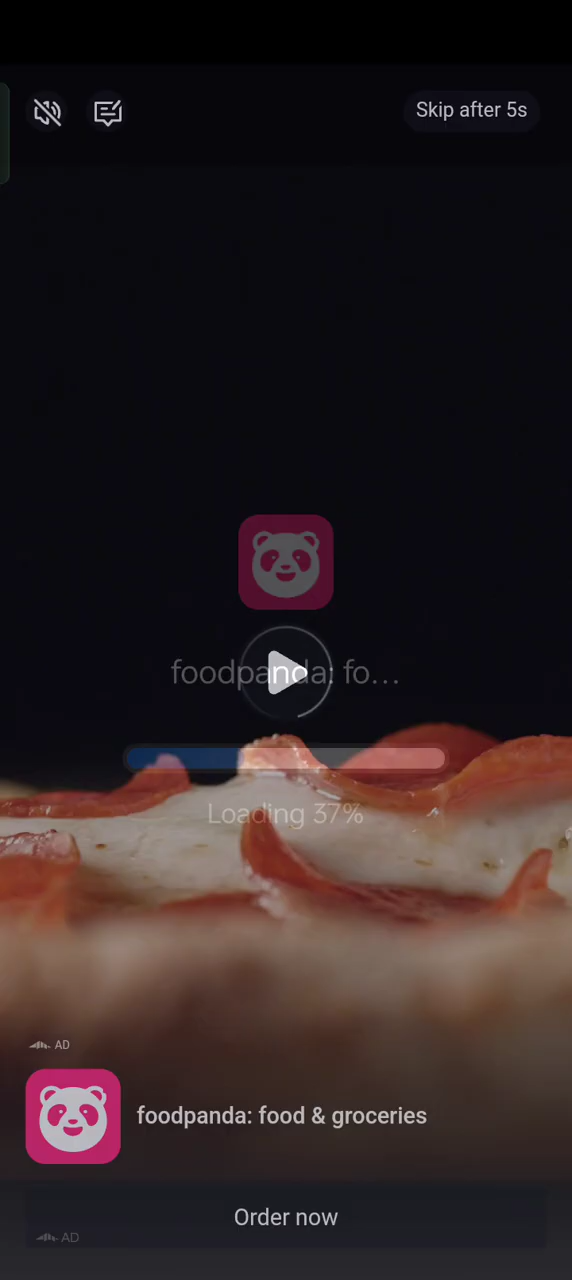 Skip after 5s
foodpanda: fo...
Loading 37%
AD
foodpanda: food & groceries
Order now
AD